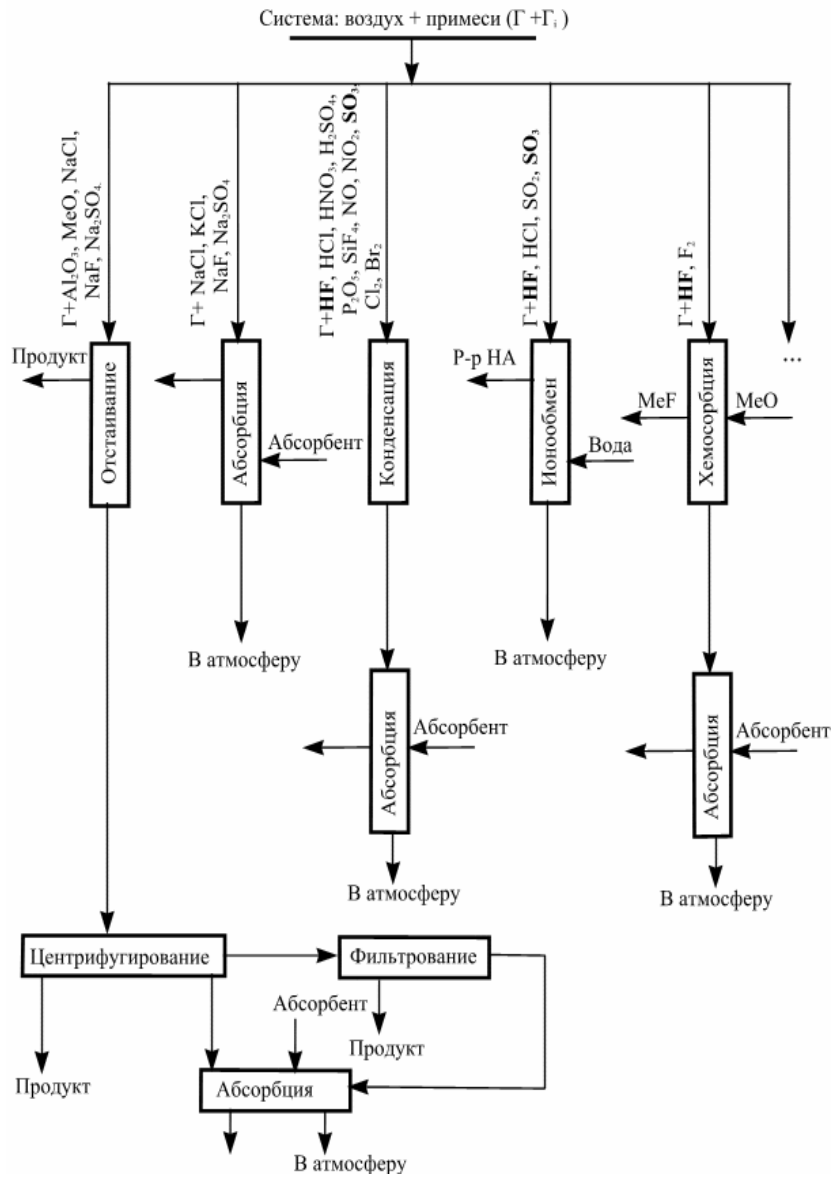 Система: воздух + примеси (Г +Гᵢ )
Г+Al₂O₃, MeO, NaCl,
NaF, Na₂SO₄.
Г+ NaCl, KCl,
NaF, Na₂SO₄
Г+HF, HCl, HNO₃, H₂SO₄,
P₂O₅, SiF₄, NO, NO₂, SO₃,
Cl₂, Br₂
Г+HF, HCl, SO₂, SO₃
Г+HF, F₂
...
Продукт
Отстаивание
Абсорбция
Абсорбент
Конденсация
Р-р НА
Ионообмен
Вода
MeF
Хемосорбция
MeO
В атмосферу
В атмосферу
Абсорбция
Абсорбент
В атмосферу
Абсорбция
Абсорбент
В атмосферу
Центрифугирование
Фильтрование
Абсорбент
Продукт
Продукт
Абсорбция
В атмосферу